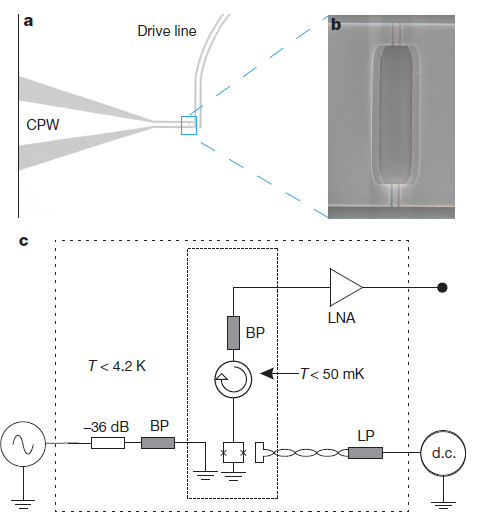 a
Drive line
CPW
b
c
BP
LNA
T < 4.2 K
T < 50 mK
–36 dB
BP
LP
d.c.